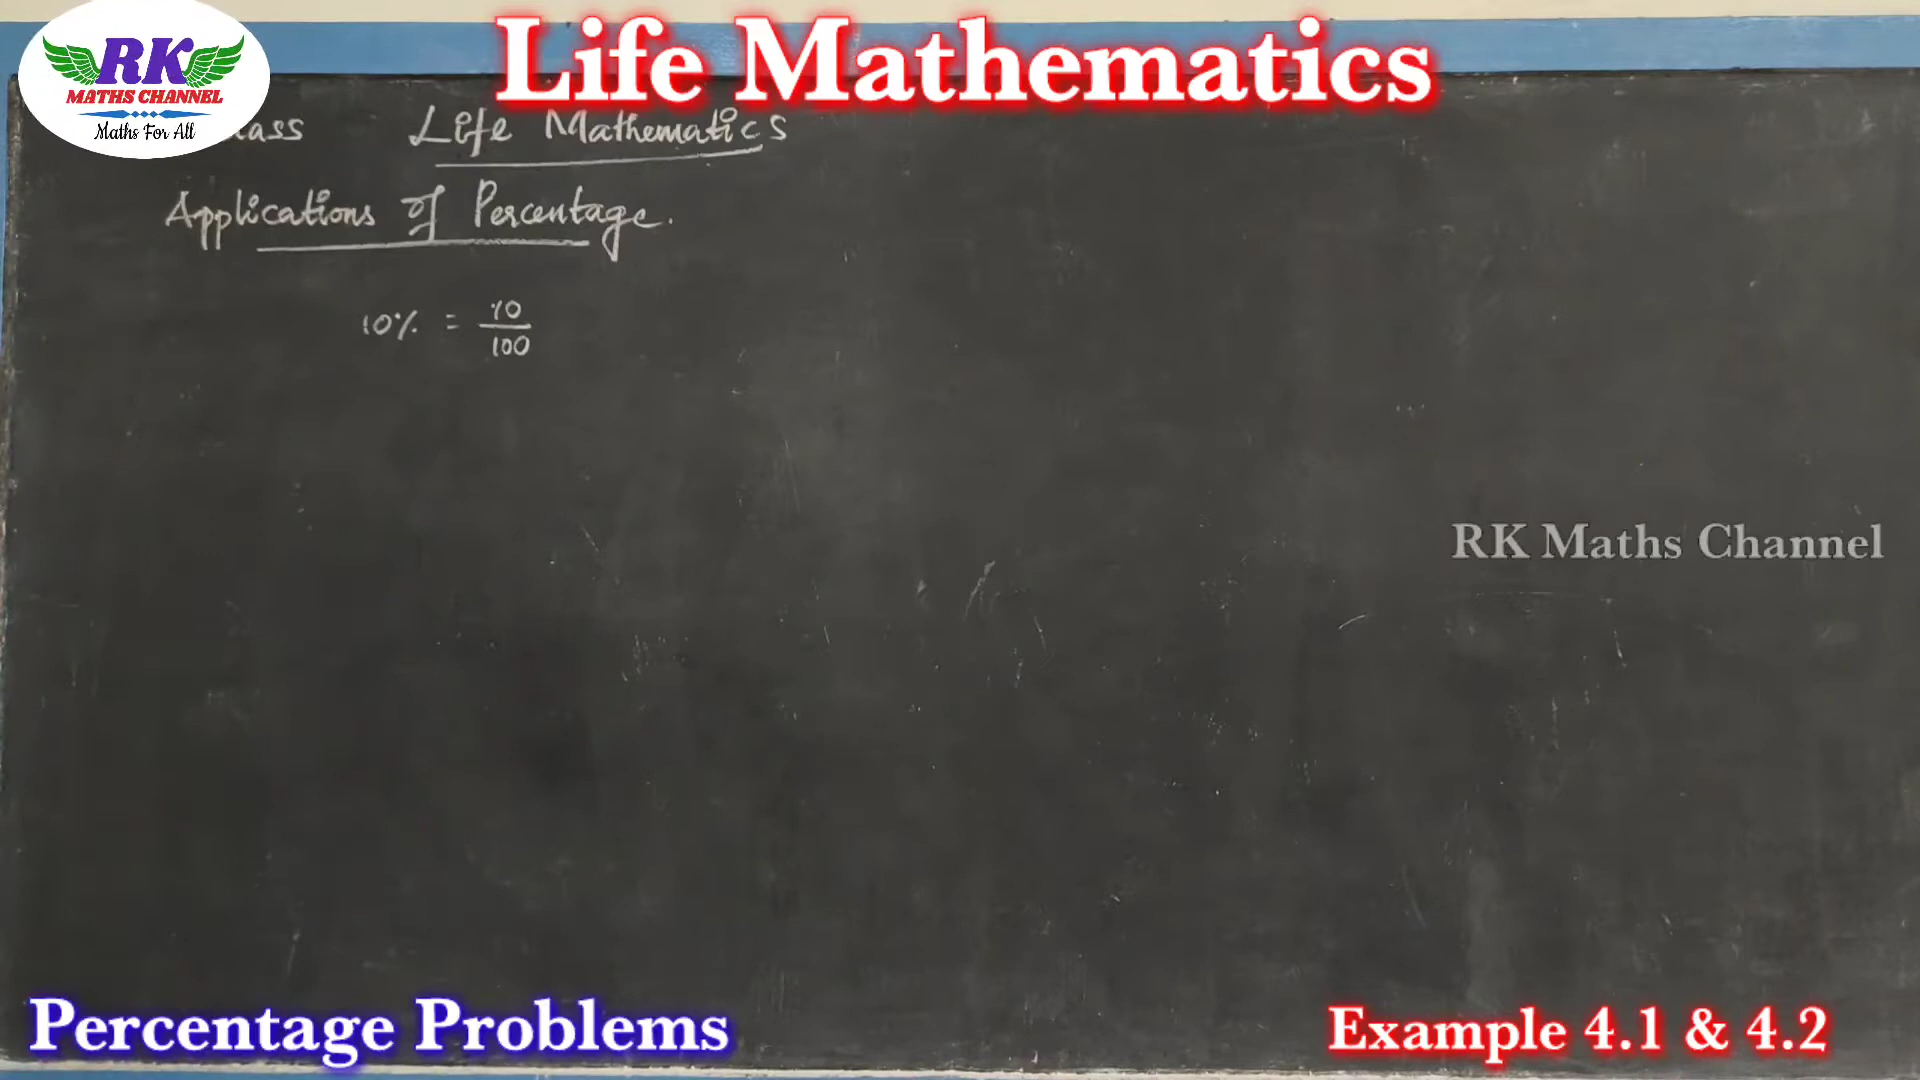 Life Mathematics
RK
MATHS CHANNEL
Maths For All
Life Mathematics
Applications of Percentage.
10% = 10/100
RK Maths Channel
Percentage Problems
Example 4.1 & 4.2